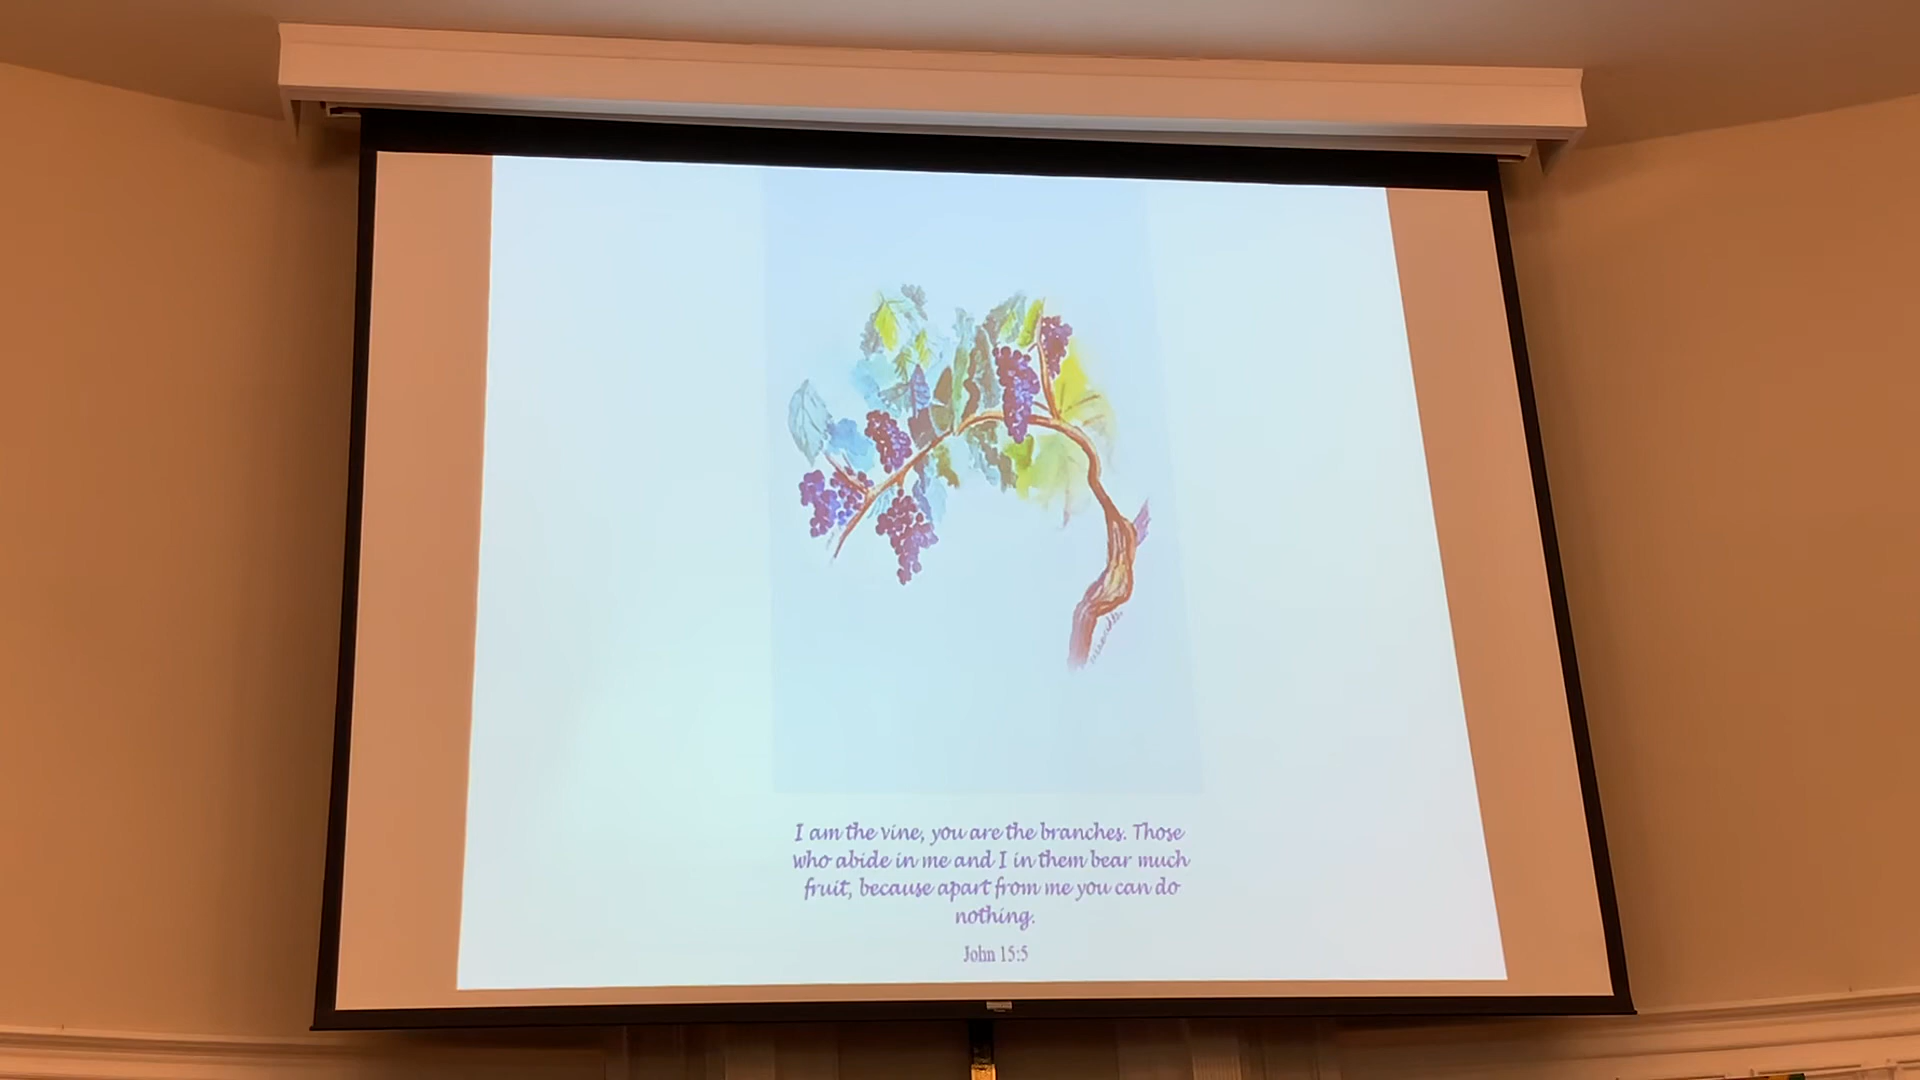 I am the vine, you are the branches. Those
who abide in me and I in them bear much
fruit, because apart from me you can do
nothing.
John 15:5